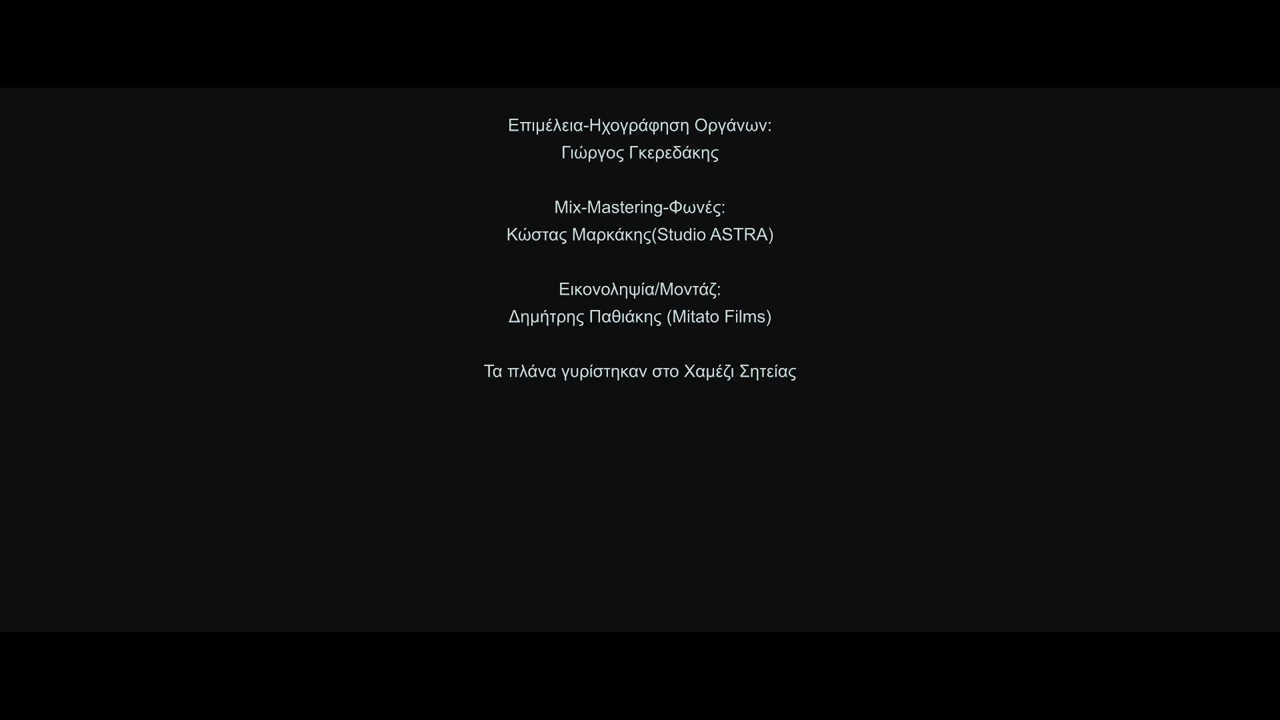 Επιμέλεια-Ηχογράφηση Οργάνων:
Γιώργος Γκερεδάκης
Mix-Mastering-Φωνές:
Κώστας Μαρκάκης(Studio ASTRA)
Εικονοληψία/Μοντάζ:
Δημήτρης Παθιάκης (Mitato Films)
Τα πλάνα γυρίστηκαν στο Χαμέζι Σητείας